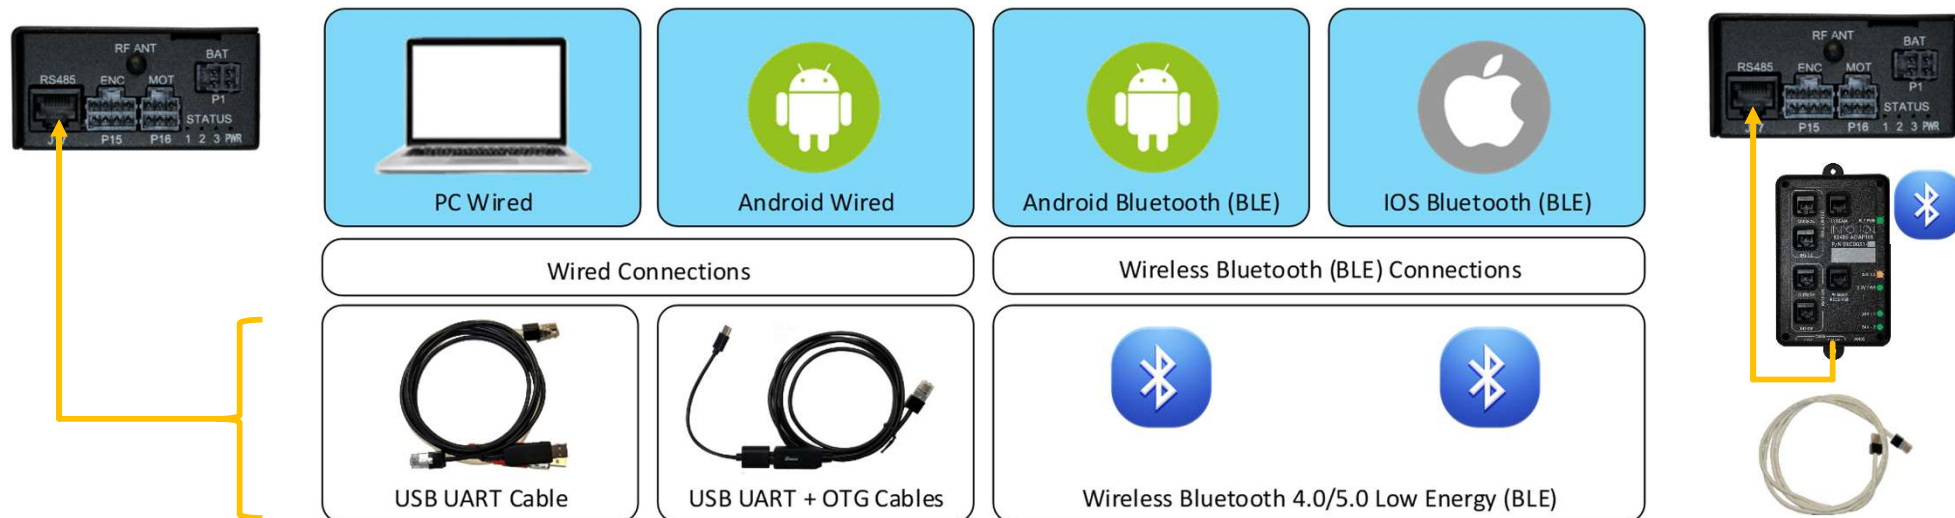 RF ANT
BAT
RS485 ENC MOT
P1
STATUS
P15 P16 1 2 3 PWR
PC Wired
Android Wired
Android Bluetooth (BLE)
IOS Bluetooth (BLE)
RF ANT
BAT
RS485 ENC MOT
P1
STATUS
P15 P16 1 2 3 PWR
Wired Connections
Wireless Bluetooth (BLE) Connections
RS485 ADAPTER
USB UART Cable
USB UART + OTG Cables
Wireless Bluetooth 4.0/5.0 Low Energy (BLE)